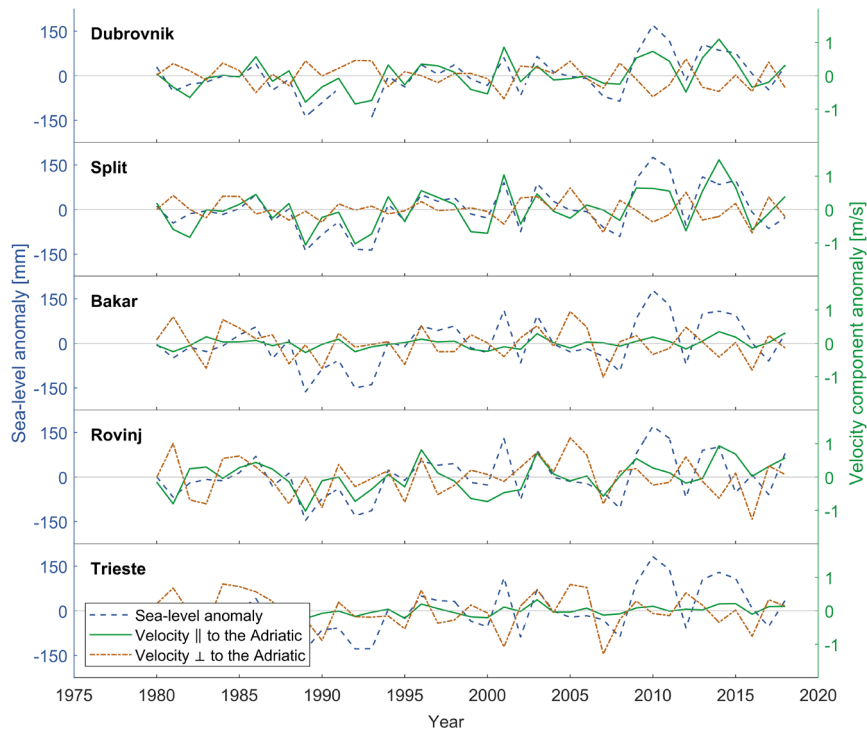 Dubrovnik
150
0
-150
1
0
-1
Split
150
0
-150
1
0
-1
Bakar
150
0
-150
1
0
-1
Rovinj
150
0
-150
1
0
-1
Trieste
150
0
-150
1
0
-1
Sea-level anomaly [mm]
Velocity component anomaly [m/s]
Sea-level anomaly
Velocity || to the Adriatic
Velocity ⊥ to the Adriatic
1975 1980 1985 1990 1995 2000 2005 2010 2015 2020
Year